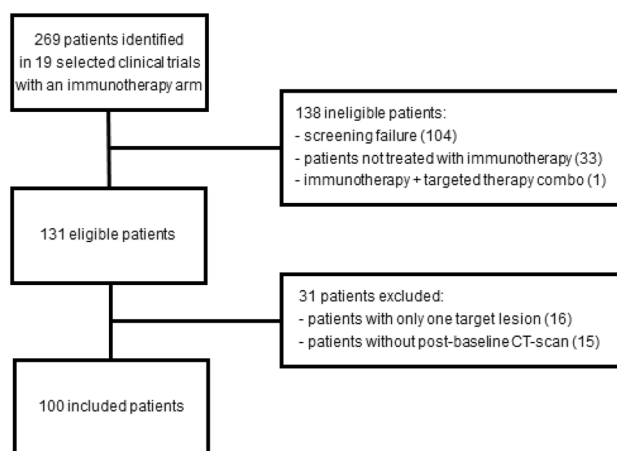 269 patients identified
in 19 selected clinical trials
with an immunotherapy arm
138 ineligible patients:
- screening failure (104)
- patients not treated with immunotherapy (33)
- immunotherapy + targeted therapy combo (1)
131 eligible patients
31 patients excluded:
- patients with only one target lesion (16)
- patients without post-baseline CT-scan (15)
100 included patients